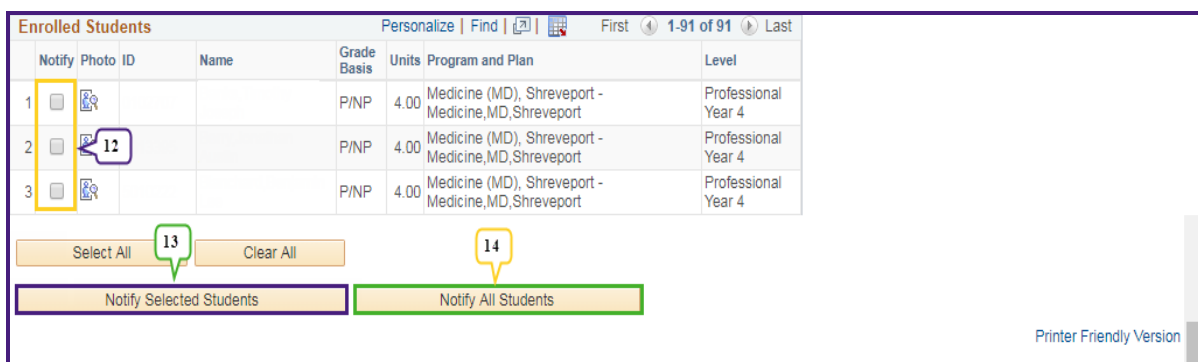 Enrolled Students Personalize | Find | | First 1-91 of 91 Last
Notify Photo ID Name Grade Basis Units Program and Plan Level
1 P/NP 4.00 Medicine (MD), Shreveport - Professional
Medicine,MD,Shreveport Year 4
2 12 P/NP 4.00 Medicine (MD), Shreveport - Professional
Medicine,MD,Shreveport Year 4
3 P/NP 4.00 Medicine (MD), Shreveport - Professional
Medicine,MD,Shreveport Year 4
Select All 13 Clear All 14
Notify Selected Students Notify All Students
Printer Friendly Version